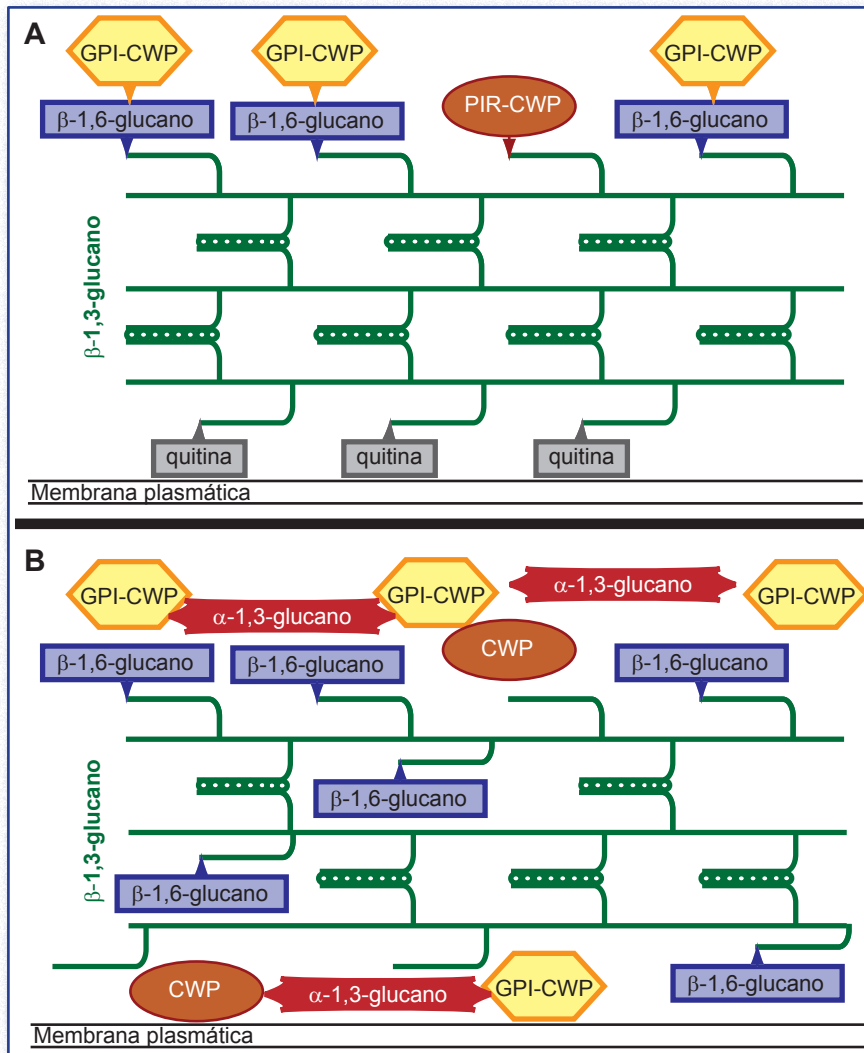 A
GPI-CWP
GPI-CWP
GPI-CWP
β-1,6-glucano
β-1,6-glucano
PIR-CWP
β-1,6-glucano
β-1,3-glucano
quitina
quitina
quitina
Membrana plasmática
B
GPI-CWP
α-1,3-glucano
GPI-CWP
α-1,3-glucano
GPI-CWP
β-1,6-glucano
β-1,6-glucano
CWP
β-1,6-glucano
β-1,3-glucano
β-1,6-glucano
β-1,6-glucano
CWP
α-1,3-glucano
GPI-CWP
β-1,6-glucano
Membrana plasmática